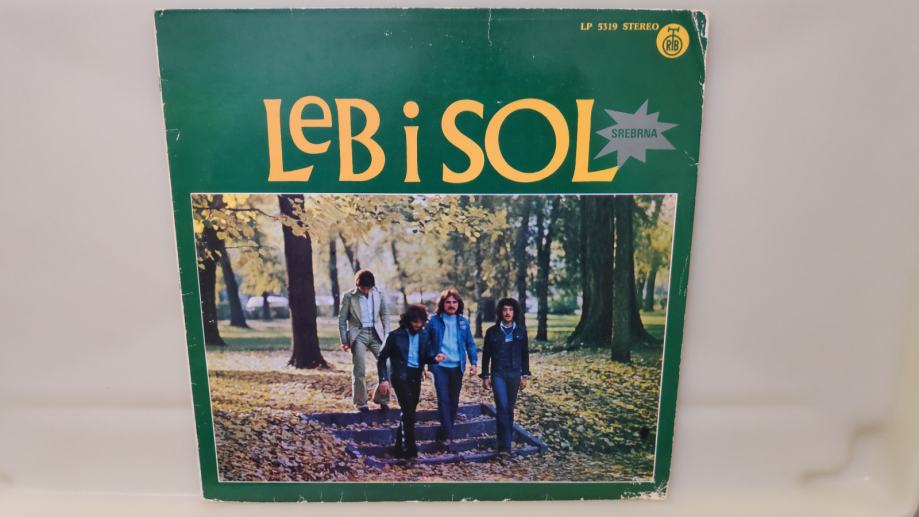 LP 5319 STEREO
RTB
LeB i SOL
SREBRNA